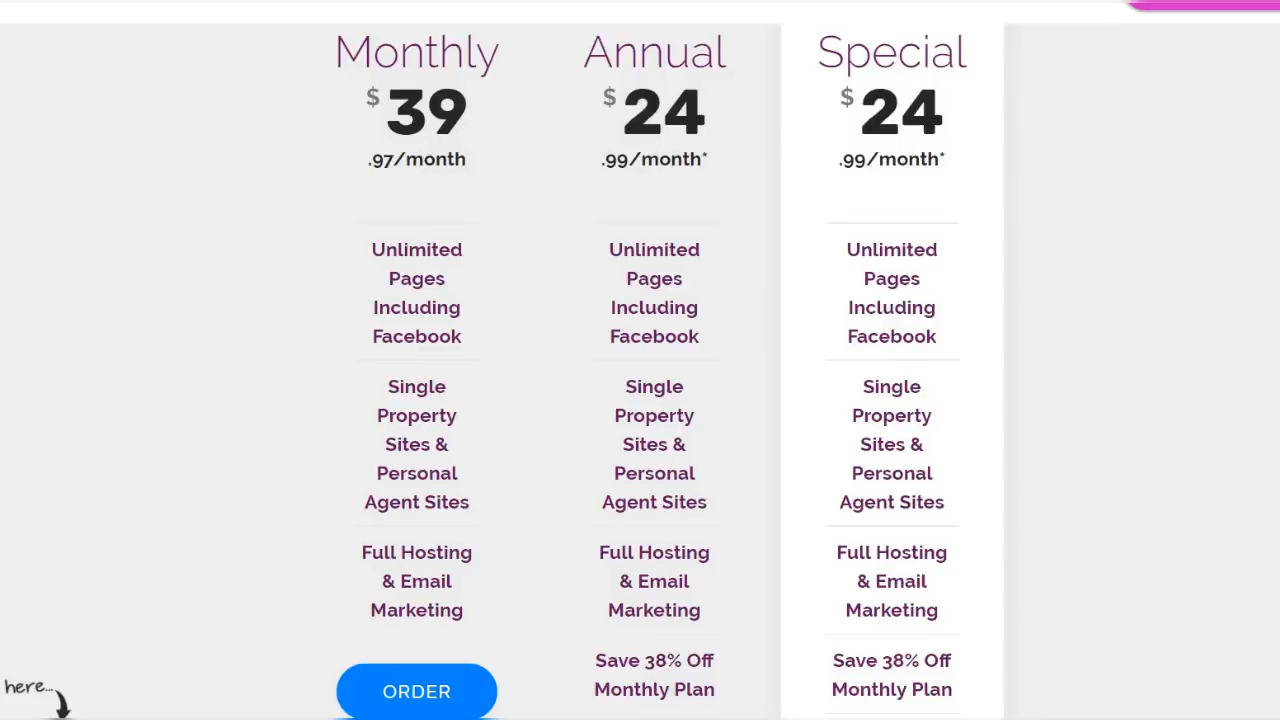 Monthly
$39
.97/month
Unlimited
Pages
Including
Facebook
Single
Property
Sites &
Personal
Agent Sites
Full Hosting
& Email
Marketing
ORDER
Annual
$24
.99/month*
Unlimited
Pages
Including
Facebook
Single
Property
Sites &
Personal
Agent Sites
Full Hosting
& Email
Marketing
Save 38% Off
Monthly Plan
Special
$24
.99/month*
Unlimited
Pages
Including
Facebook
Single
Property
Sites &
Personal
Agent Sites
Full Hosting
& Email
Marketing
Save 38% Off
Monthly Plan
here...